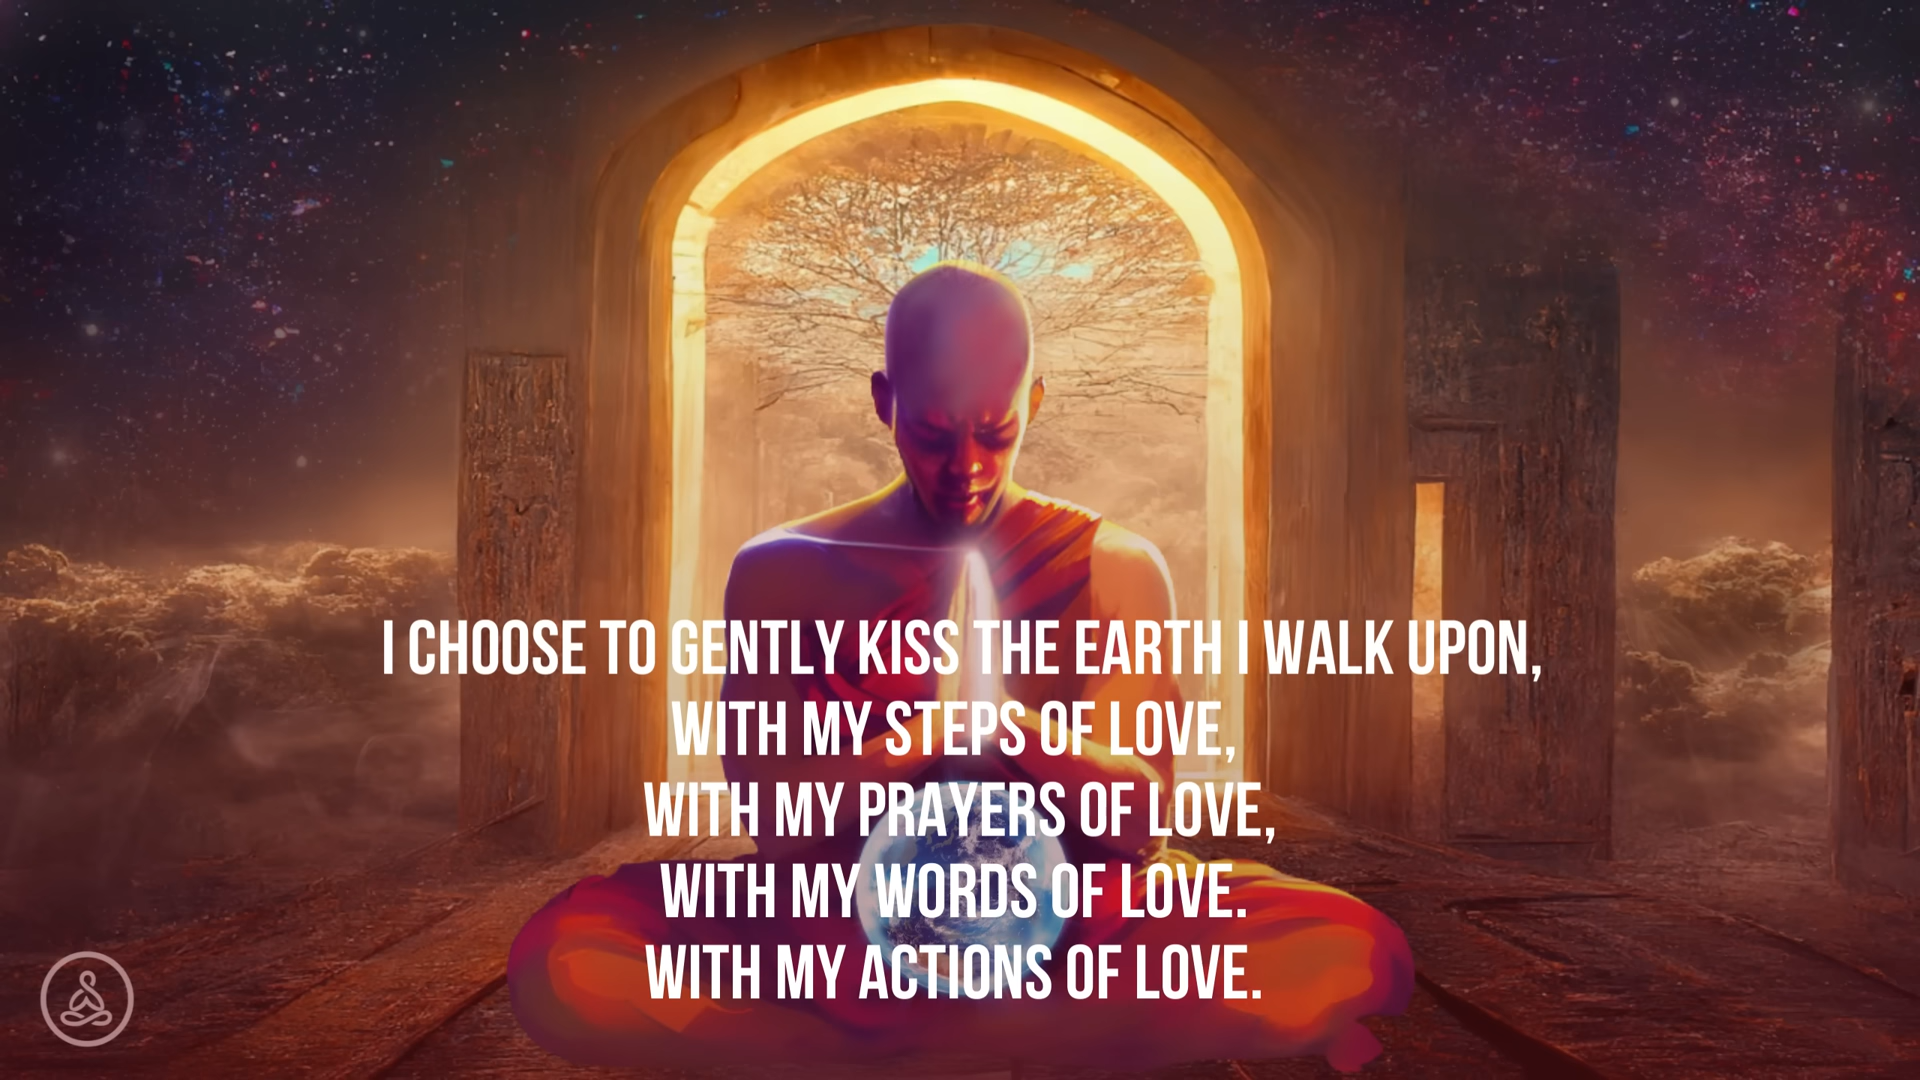 I CHOOSE TO GENTLY KISS THE EARTH I WALK UPON,
WITH MY STEPS OF LOVE,
WITH MY PRAYERS OF LOVE,
WITH MY WORDS OF LOVE.
WITH MY ACTIONS OF LOVE.